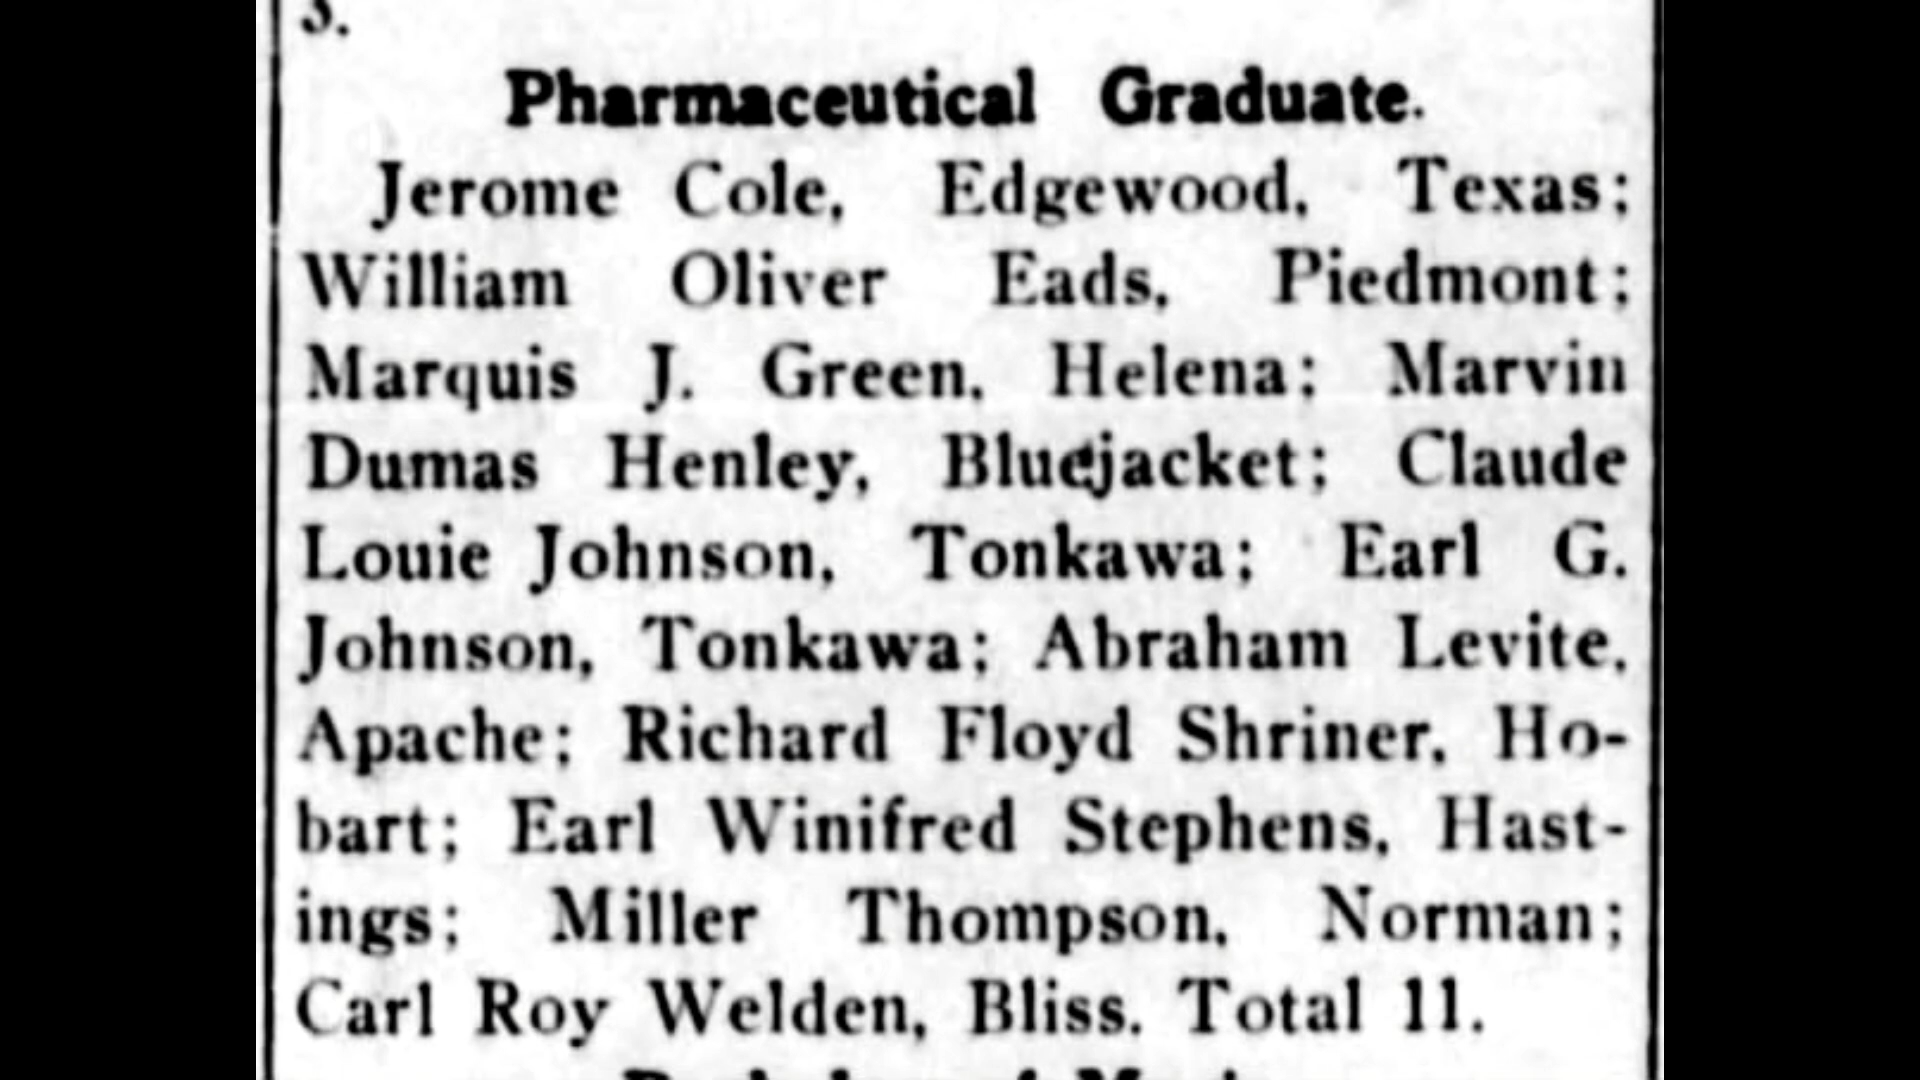 3.
Pharmaceutical Graduate.
Jerome Cole, Edgewood, Texas;
William Oliver Eads, Piedmont;
Marquis J. Green, Helena; Marvin
Dumas Henley, Bluejacket; Claude
Louie Johnson, Tonkawa; Earl G.
Johnson, Tonkawa; Abraham Levite,
Apache; Richard Floyd Shriner, Ho-
bart; Earl Winifred Stephens, Hast-
ings; Miller Thompson, Norman;
Carl Roy Welden, Bliss. Total 11.